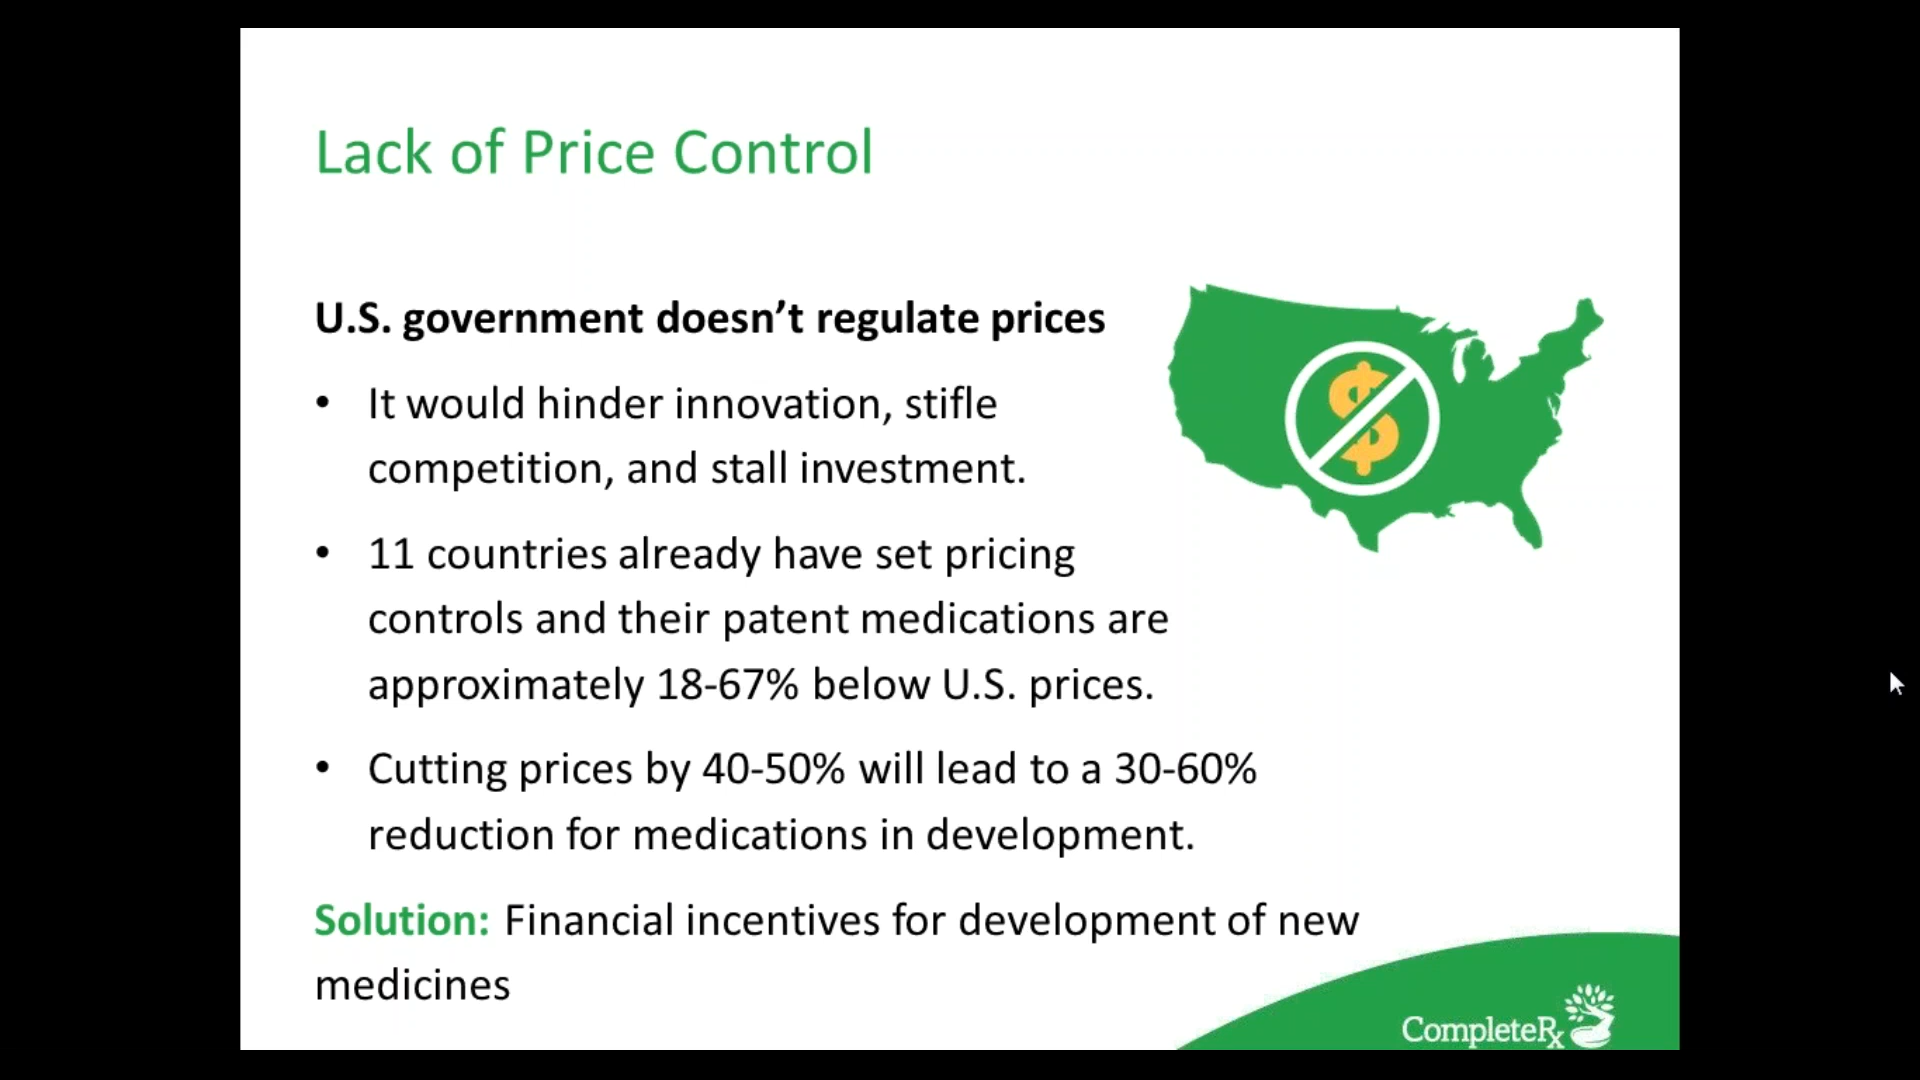 Lack of Price Control
U.S. government doesn’t regulate prices
• It would hinder innovation, stifle
competition, and stall investment.
• 11 countries already have set pricing
controls and their patent medications are
approximately 18-67% below U.S. prices.
• Cutting prices by 40-50% will lead to a 30-60%
reduction for medications in development.
Solution: Financial incentives for development of new
medicines
CompleteRx